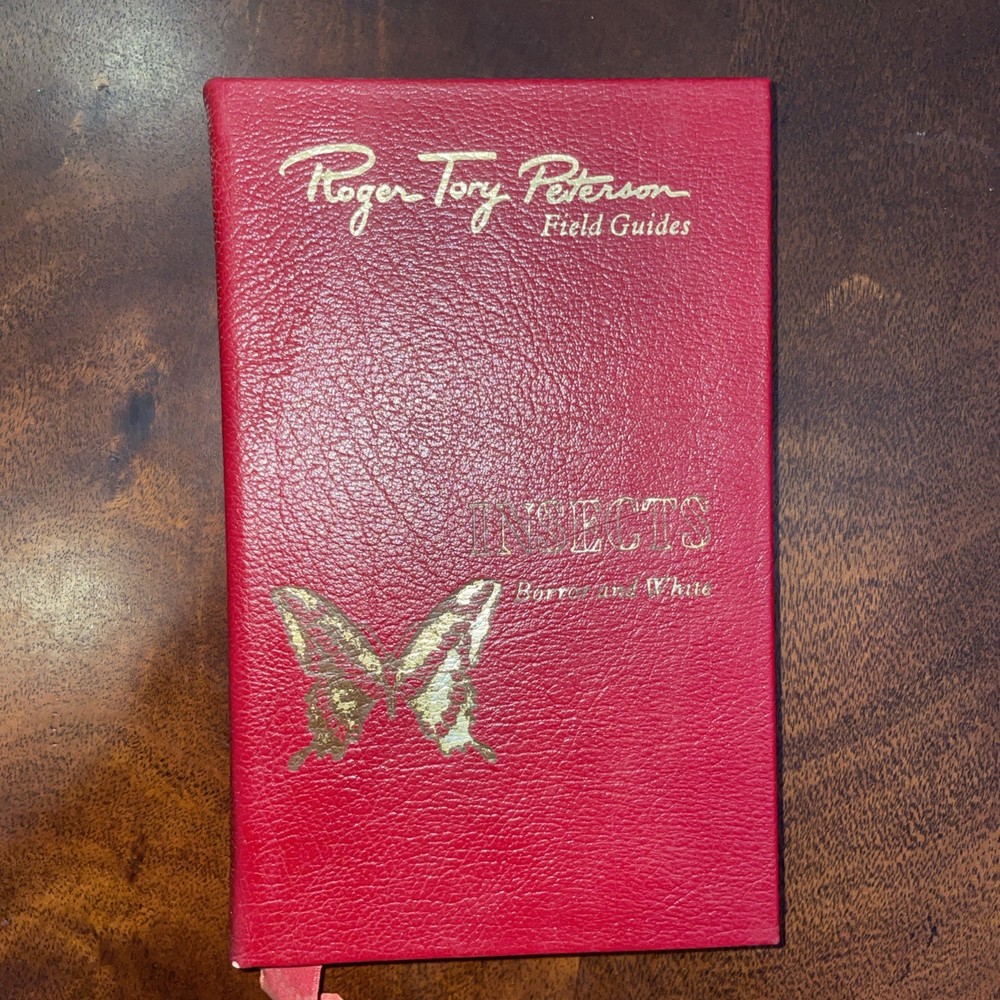 Roger Tory Peterson
Field Guides
INSECTS
Borror and White